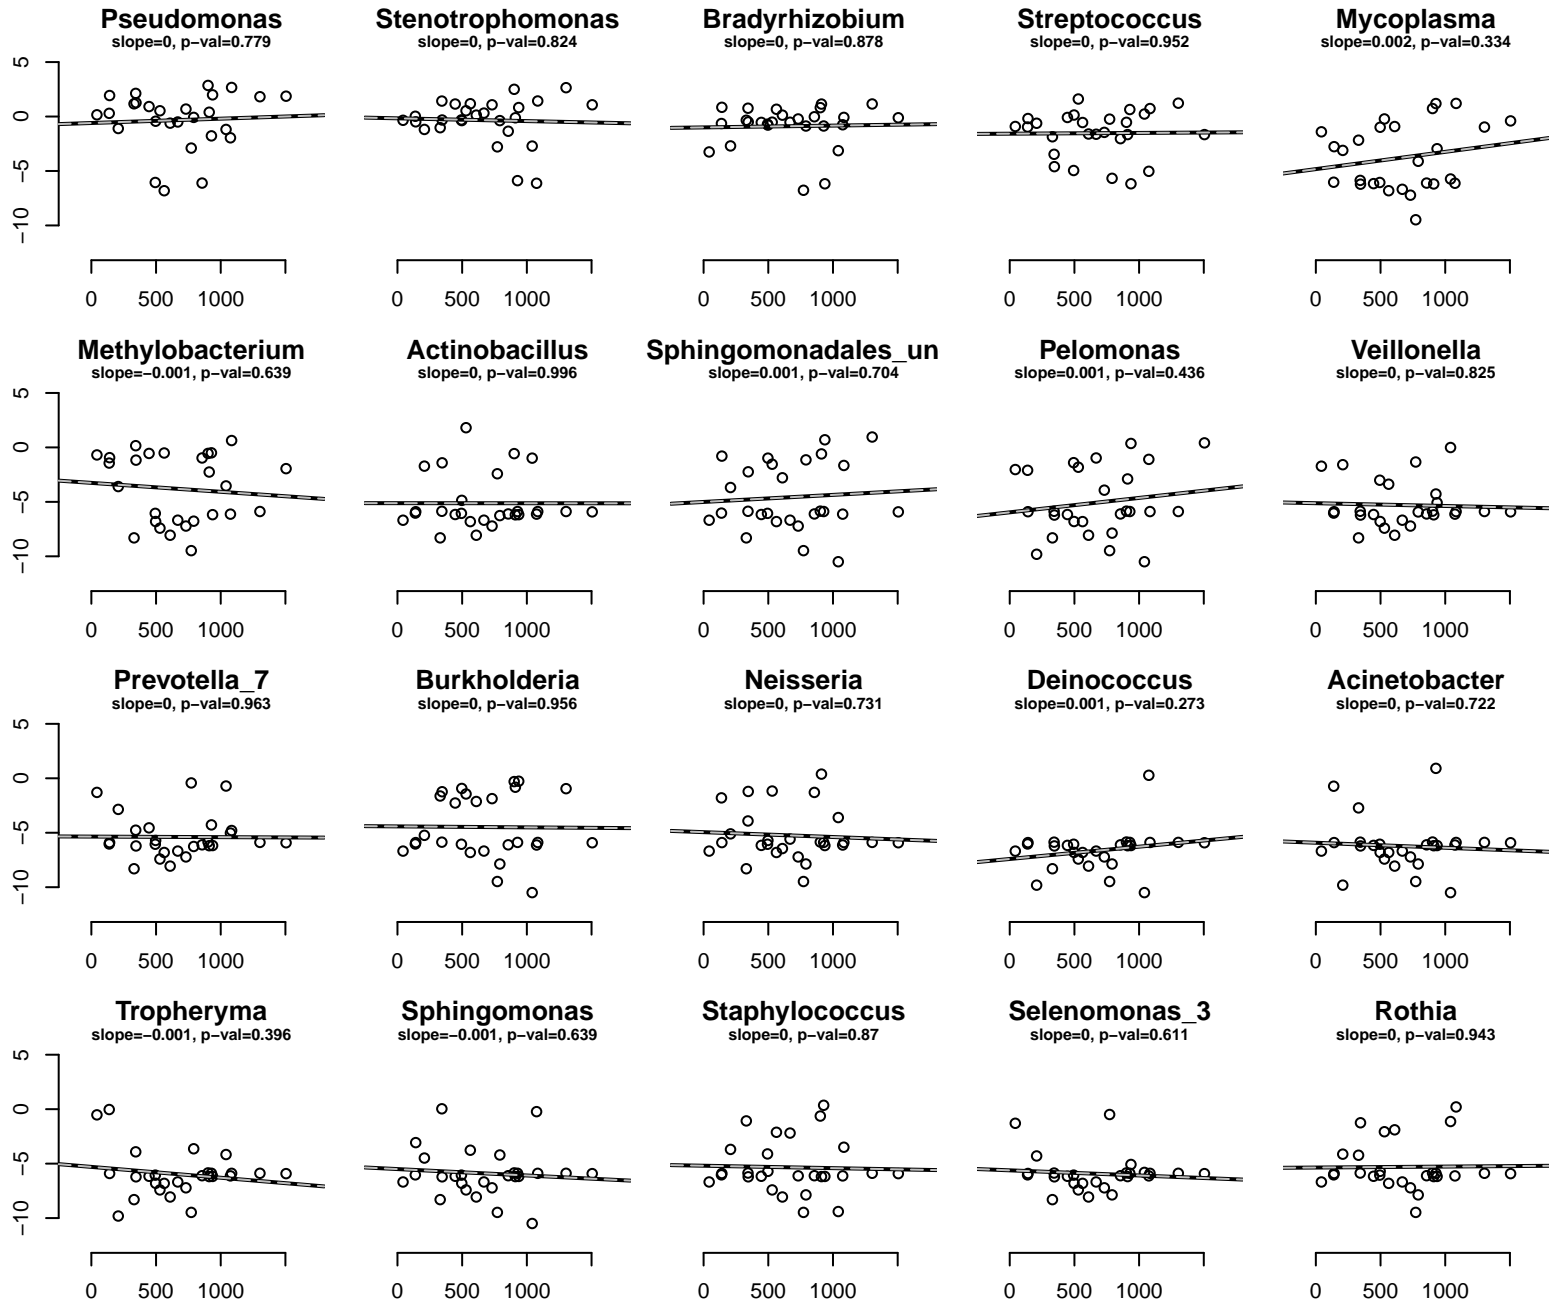 Pseudomonas Stenotrophomonas Bradyrhizobium Streptococcus Mycoplasma
slope=0, p−val=0.779 slope=0, p−val=0.824 slope=0, p−val=0.878 slope=0, p−val=0.952 slope=0.002, p−val=0.334
5
0
−5
−10
0 500 1000 0 500 1000 0 500 1000 0 500 1000 0 500 1000
Methylobacterium Actinobacillus Sphingomonadales_un Pelomonas Veillonella
slope=−0.001, p−val=0.639 slope=0, p−val=0.996 slope=0.001, p−val=0.704 slope=0.001, p−val=0.436 slope=0, p−val=0.825
5
0
−5
−10
0 500 1000 0 500 1000 0 500 1000 0 500 1000 0 500 1000
Prevotella_7 Burkholderia Neisseria Deinococcus Acinetobacter
slope=0, p−val=0.963 slope=0, p−val=0.956 slope=0, p−val=0.731 slope=0.001, p−val=0.273 slope=0, p−val=0.722
5
0
−5
−10
0 500 1000 0 500 1000 0 500 1000 0 500 1000 0 500 1000
Tropheryma Sphingomonas Staphylococcus Selenomonas_3 Rothia
slope=−0.001, p−val=0.396 slope=−0.001, p−val=0.639 slope=0, p−val=0.87 slope=0, p−val=0.611 slope=0, p−val=0.943
5
0
−5
−10
0 500 1000 0 500 1000 0 500 1000 0 500 1000 0 500 1000